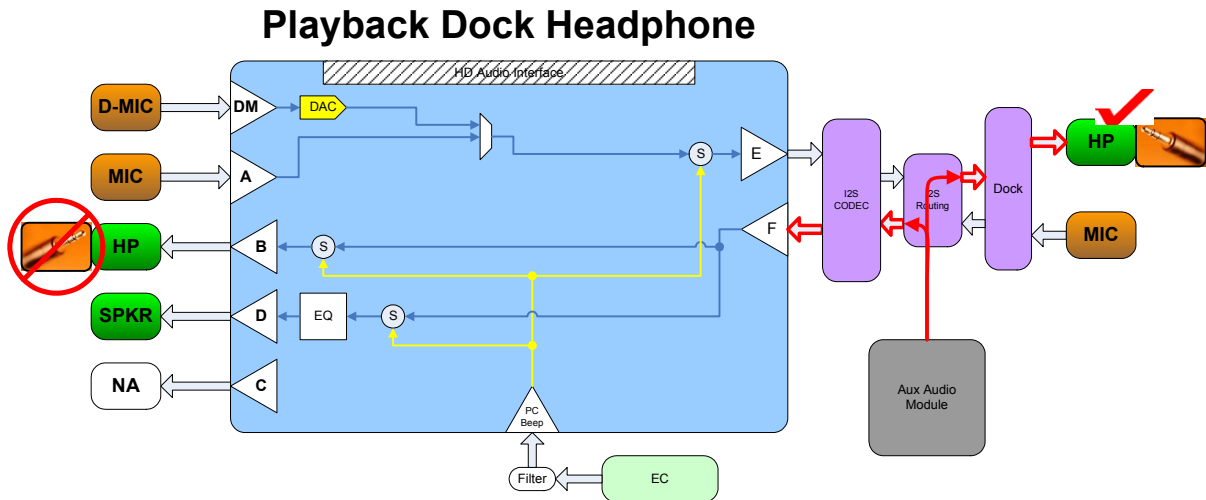 Playback Dock Headphone
HD Audio Interface
D-MIC
DM
DAC
HP
MIC
A
S
E
I2S
CODEC
I2S
Routing
Dock
F
MIC
HP
B
S
SPKR
D
EQ
S
NA
C
PC
Beep
Aux Audio
Module
Filter
EC